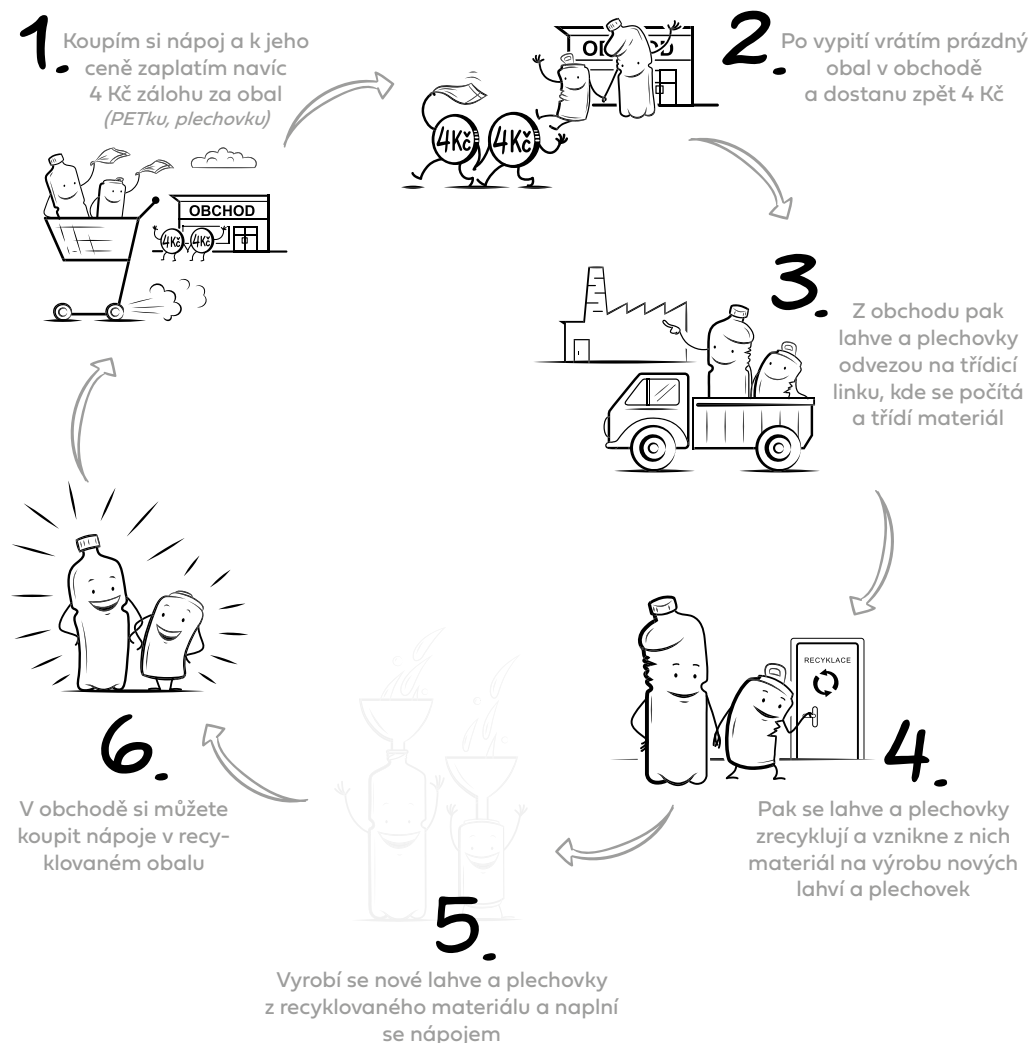 1.
Koupím si nápoj a k jeho
ceně zaplatím navíc
4 Kč zálohu za obal
(PETku, plechovku)
OBCHOD
4Kč 4Kč
2.
Po vypití vrátím prázdný
obal v obchodě
a dostanu zpět 4 Kč
4Kč 4Kč
3.
Z obchodu pak
lahve a plechovky
odvezou na třídicí
linku, kde se počítá
a třídí materiál
RECYKLACE
4.
Pak se lahve a plechovky
zrecyklují a vznikne z nich
materiál na výrobu nových
lahví a plechovek
5.
Vyrobí se nové lahve a plechovky
z recyklovaného materiálu a naplní
se nápojem
6.
V obchodě si můžete
koupit nápoje v recy-
klovaném obalu